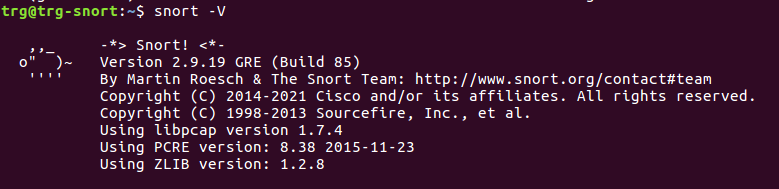 trg@trg-snort:~$ snort -V
   ,,_     -*> Snort! <*-
  o"  )~   Version 2.9.19 GRE (Build 85)
   ''''    By Martin Roesch & The Snort Team: http://www.snort.org/contact#team
           Copyright (C) 2014-2021 Cisco and/or its affiliates. All rights reserved.
           Copyright (C) 1998-2013 Sourcefire, Inc., et al.
           Using libpcap version 1.7.4
           Using PCRE version: 8.38 2015-11-23
           Using ZLIB version: 1.2.8